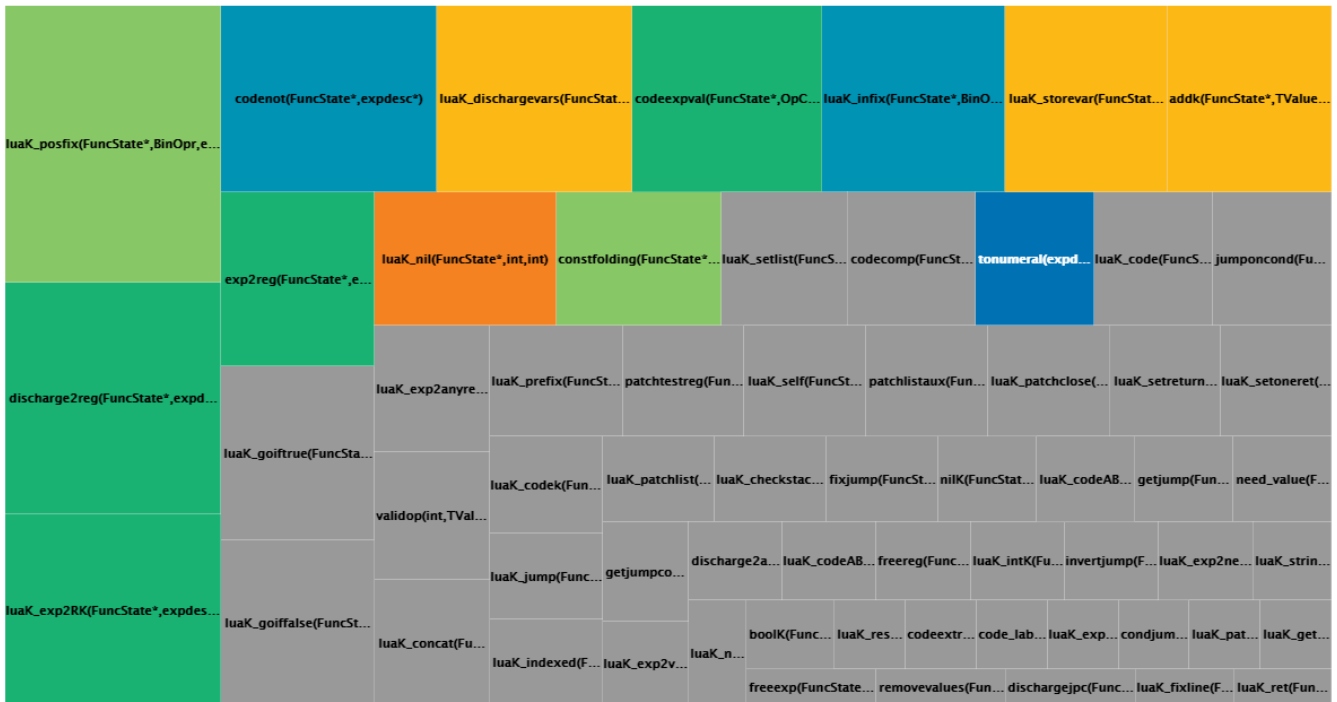 codenot(FuncState*,expdesc*)
luaK_dischargevars(FuncStat...
codeexpval(FuncState*,OpC...
luaK_infix(FuncState*,BinO...
luaK_storevar(FuncStat...
addk(FuncState*,TValue...
luaK_posfix(FuncState*,BinOpr,e...
exp2reg(FuncState*,e...
luaK_nil(FuncState*,int,int)
constfolding(FuncState*...
luaK_setlist(FuncS...
codecomp(FuncSt...
tonumeral(expd...
luaK_code(FuncS...
jumponcond(Fu...
discharge2reg(FuncState*,expd...
luaK_goiftrue(FuncSta...
luaK_exp2anyre...
luaK_prefix(FuncSt...
patchtestreg(Fun...
luaK_self(FuncSt...
patchlistaux(Fun...
luaK_patchclose(...
luaK_setreturn...
luaK_setoneret(...
validop(int,TVal...
luaK_codek(Fun...
luaK_patchlist(...
luaK_checkstac...
fixjump(FuncSt...
nilK(FuncStat...
luaK_codeAB...
getjump(Fun...
need_value(F...
luaK_exp2RK(FuncState*,expdes...
luaK_goiffalse(FuncSt...
luaK_concat(Fu...
luaK_jump(Func...
getjumpco...
discharge2a...
luaK_codeAB...
freereg(Func...
luaK_intK(Fu...
invertjump(F...
luaK_exp2ne...
luaK_strin...
luaK_indexed(F...
luaK_exp2v...
luaK_n...
boolK(Func...
luaK_res...
codeextr...
code_lab...
luaK_exp...
condjum...
luaK_pat...
luaK_get...
freeexp(FuncState...
removevalues(Fun...
dischargejpc(Func...
luaK_fixline(F...
luaK_ret(Fun...